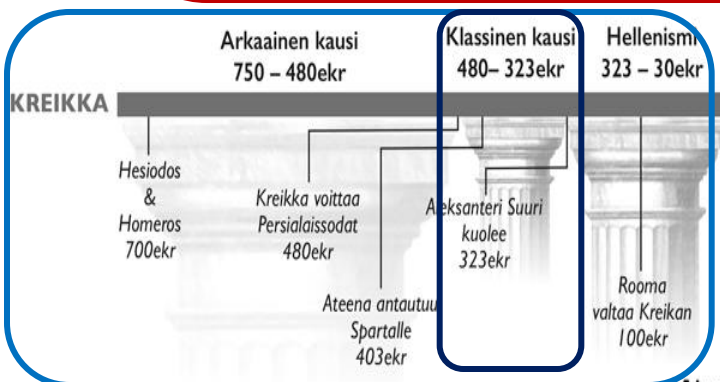 Arkaainen kausi
750 – 480ekr
Klassinen kausi
480– 323ekr
Hellenismi
323 – 30ekr
KREIKKA
Hesiodos
&
Homeros
700ekr
Kreikka voittaa
Persialaissodat
480ekr
Ateena antautuu
Spartalle
403ekr
Aleksanteri Suuri
kuolee
323ekr
Rooma
valtaa Kreikan
100ekr